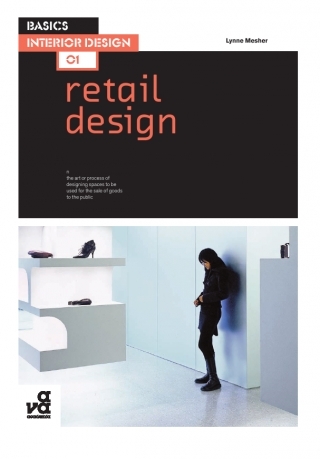 BASICS
INTERIOR DESIGN
01
Lynne Mesher
retail
design
n
the art or process of
designing spaces to be
used for the sale of goods
to the public
ava